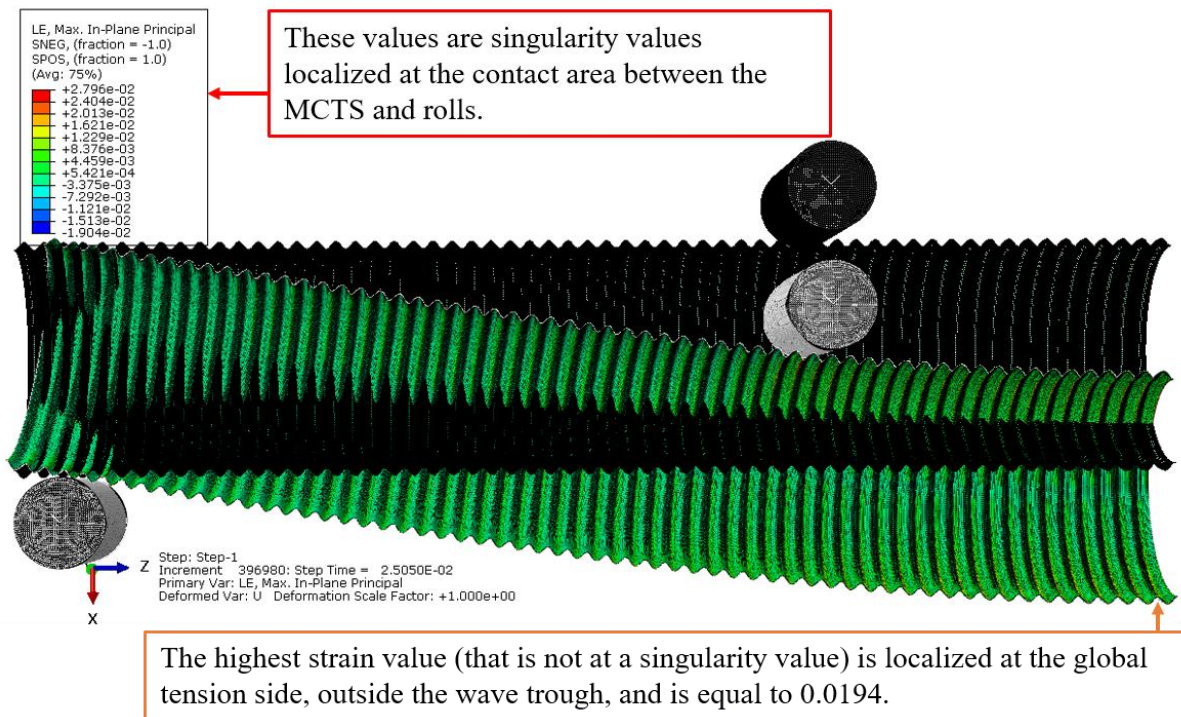 LE, Max. In-Plane Principal
SNEG, (fraction = -1.0)
SPOS, (fraction = 1.0)
(Avg: 75%)
+2.796e-02
+2.404e-02
+2.013e-02
+1.621e-02
+1.229e-02
+8.376e-03
+4.459e-03
+5.421e-04
-3.375e-03
-7.292e-03
-1.121e-02
-1.513e-02
-1.904e-02
These values are singularity values
localized at the contact area between the
MCTS and rolls.
Z
X
Step: Step-1
Increment 396980: Step Time = 2.5050E-02
Primary Var: LE, Max. In-Plane Principal
Deformed Var: U Deformation Scale Factor: +1.000e+00
The highest strain value (that is not at a singularity value) is localized at the global
tension side, outside the wave trough, and is equal to 0.0194.